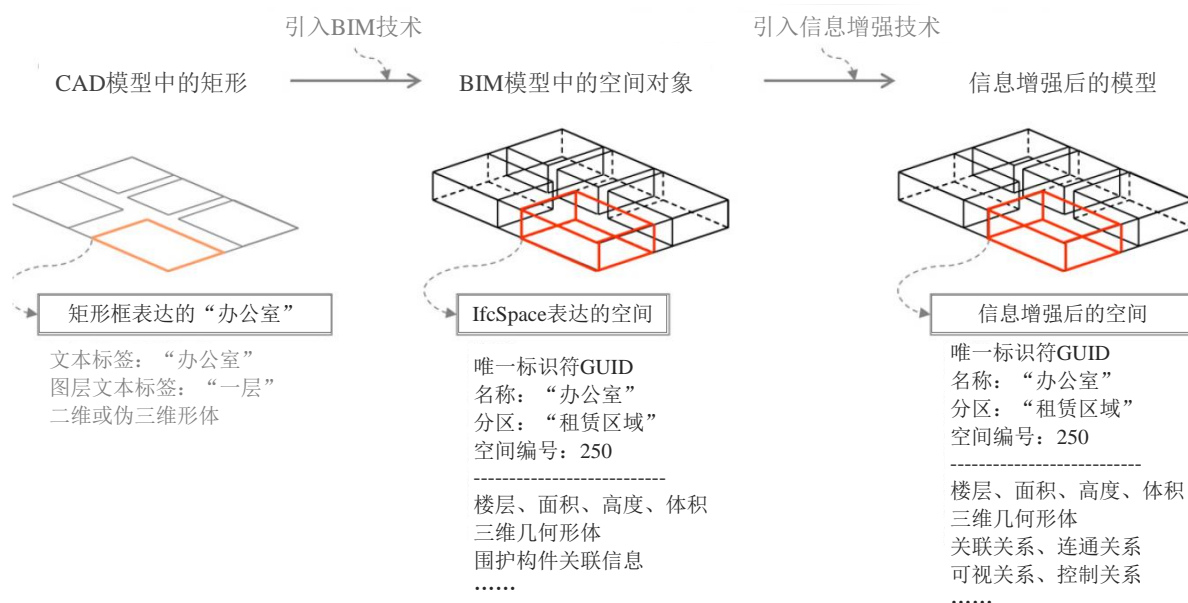 引入BIM技术
引入信息增强技术
CAD模型中的矩形
BIM模型中的空间对象
信息增强后的模型
矩形框表达的“办公室”
文本标签：“办公室”
图层文本标签：“一层”
二维或伪三维形体
IfcSpace表达的空间
唯一标识符GUID
名称：“办公室”
分区：“租赁区域”
空间编号：250
---------------------------
楼层、面积、高度、体积
三维几何形体
围护构件关联信息
……
信息增强后的空间
唯一标识符GUID
名称：“办公室”
分区：“租赁区域”
空间编号：250
---------------------------
楼层、面积、高度、体积
三维几何形体
关联关系、连通关系
可视关系、控制关系
……